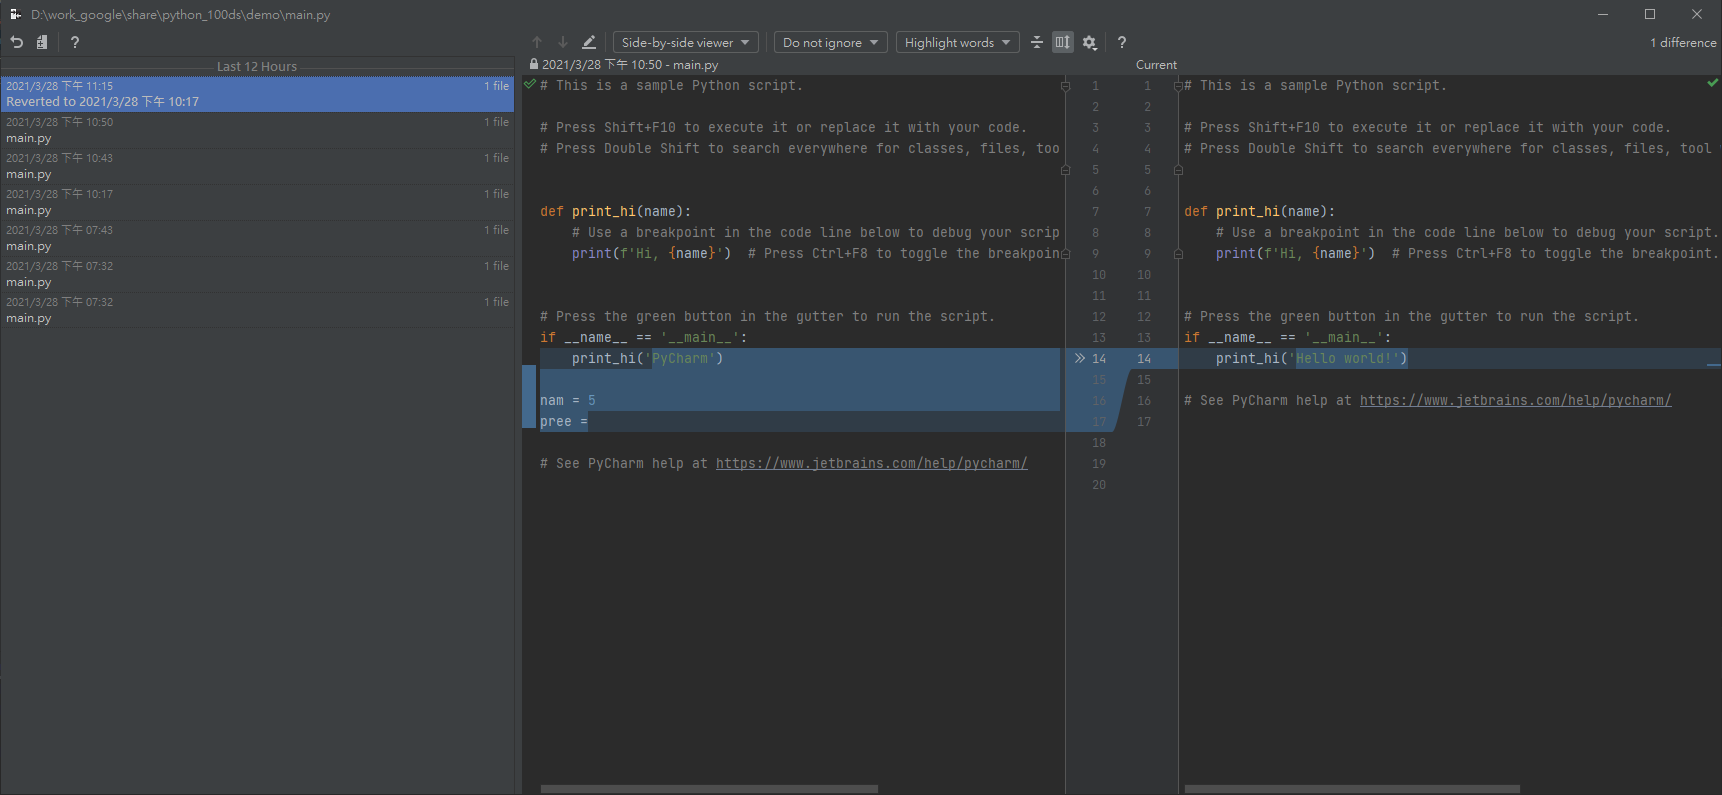 D:\work_google\share\python_100ds\demo\main.py
?
Side-by-side viewer
Do not ignore
Highlight words
?
1 difference
Last 12 Hours
2021/3/28 下午 11:15 1 file
Reverted to 2021/3/28 下午 10:17
2021/3/28 下午 10:50 1 file
main.py
2021/3/28 下午 10:43 1 file
main.py
2021/3/28 下午 10:17 1 file
main.py
2021/3/28 下午 07:43 1 file
main.py
2021/3/28 下午 07:32 1 file
main.py
2021/3/28 下午 07:32 1 file
main.py
2021/3/28 下午 10:50 - main.py
# This is a sample Python script. 1
2
# Press Shift+F10 to execute it or replace it with your code. 3
# Press Double Shift to search everywhere for classes, files, too 4
5
6
def print_hi(name): 7
# Use a breakpoint in the code line below to debug your scrip 8
print(f'Hi, {name}')  # Press Ctrl+F8 to toggle the breakpoin 9
10
11
# Press the green button in the gutter to run the script. 12
if __name__ == '__main__': 13
print_hi('PyCharm') 14
15
nam = 5 16
pree = 17
18
# See PyCharm help at https://www.jetbrains.com/help/pycharm/ 19
20
Current
1 # This is a sample Python script.
2
3 # Press Shift+F10 to execute it or replace it with your code.
4 # Press Double Shift to search everywhere for classes, files, tool
5
6
7 def print_hi(name):
8 # Use a breakpoint in the code line below to debug your script.
9 print(f'Hi, {name}')  # Press Ctrl+F8 to toggle the breakpoint.
10
11
12 # Press the green button in the gutter to run the script.
13 if __name__ == '__main__':
14 print_hi('Hello world!')
15
16 # See PyCharm help at https://www.jetbrains.com/help/pycharm/
17